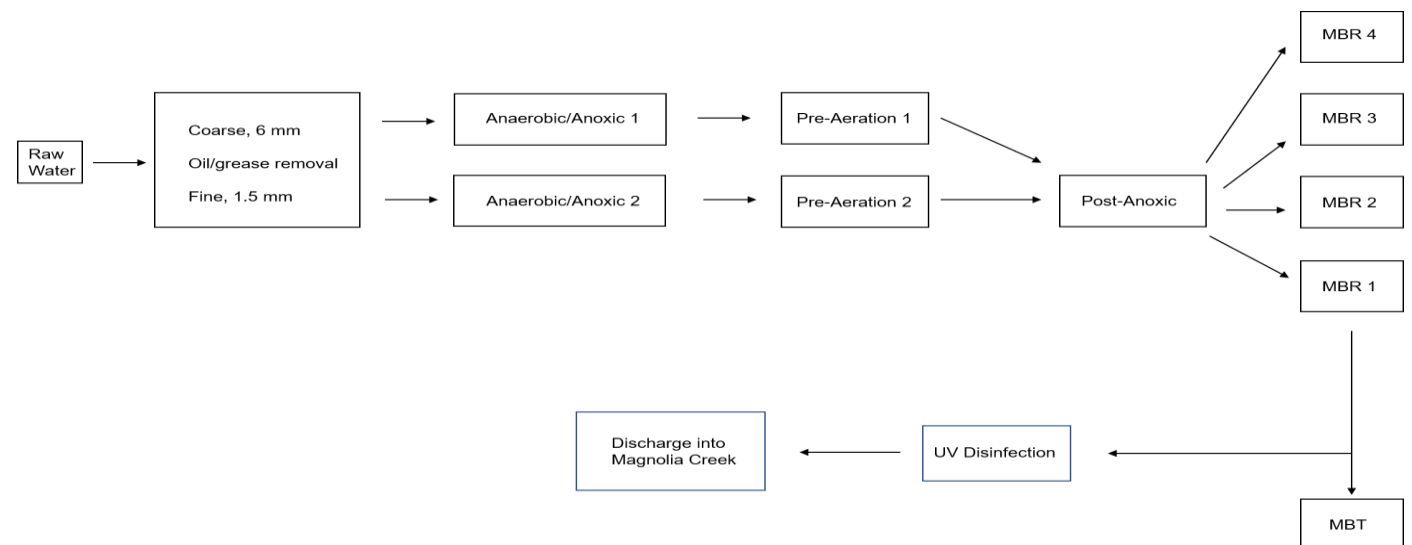 Raw
Water
Coarse, 6 mm
Oil/grease removal
Fine, 1.5 mm
Anaerobic/Anoxic 1
Anaerobic/Anoxic 2
Pre-Aeration 1
Pre-Aeration 2
Post-Anoxic
MBR 4
MBR 3
MBR 2
MBR 1
Discharge into
Magnolia Creek
UV Disinfection
MBT